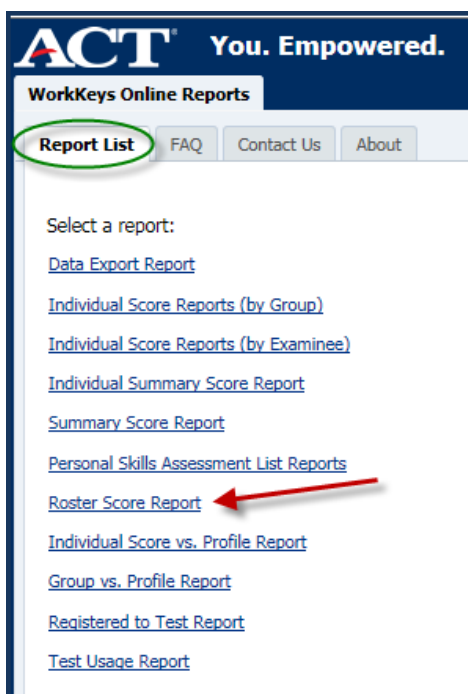 ACT® You. Empowered.
WorkKeys Online Reports
Report List FAQ Contact Us About
Select a report:
Data Export Report
Individual Score Reports (by Group)
Individual Score Reports (by Examinee)
Individual Summary Score Report
Summary Score Report
Personal Skills Assessment List Reports
Roster Score Report
Individual Score vs. Profile Report
Group vs. Profile Report
Registered to Test Report
Test Usage Report